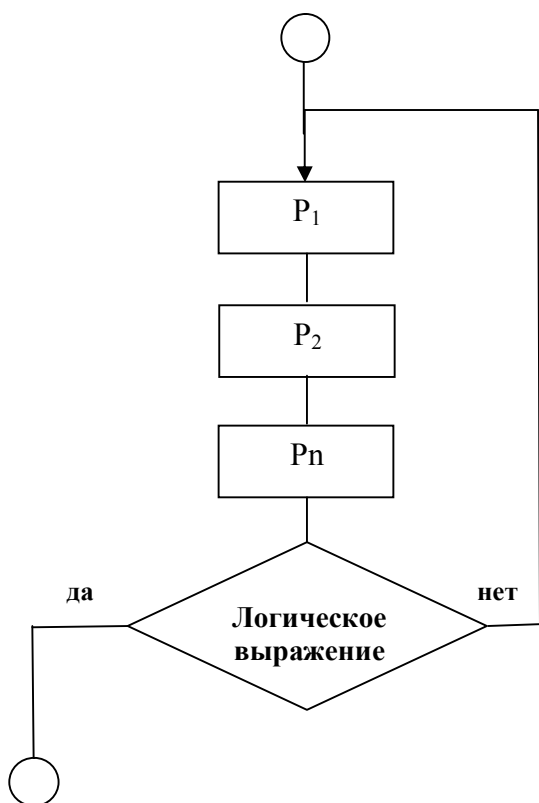 P₁
P₂
Pn
да
нет
Логическое
выражение